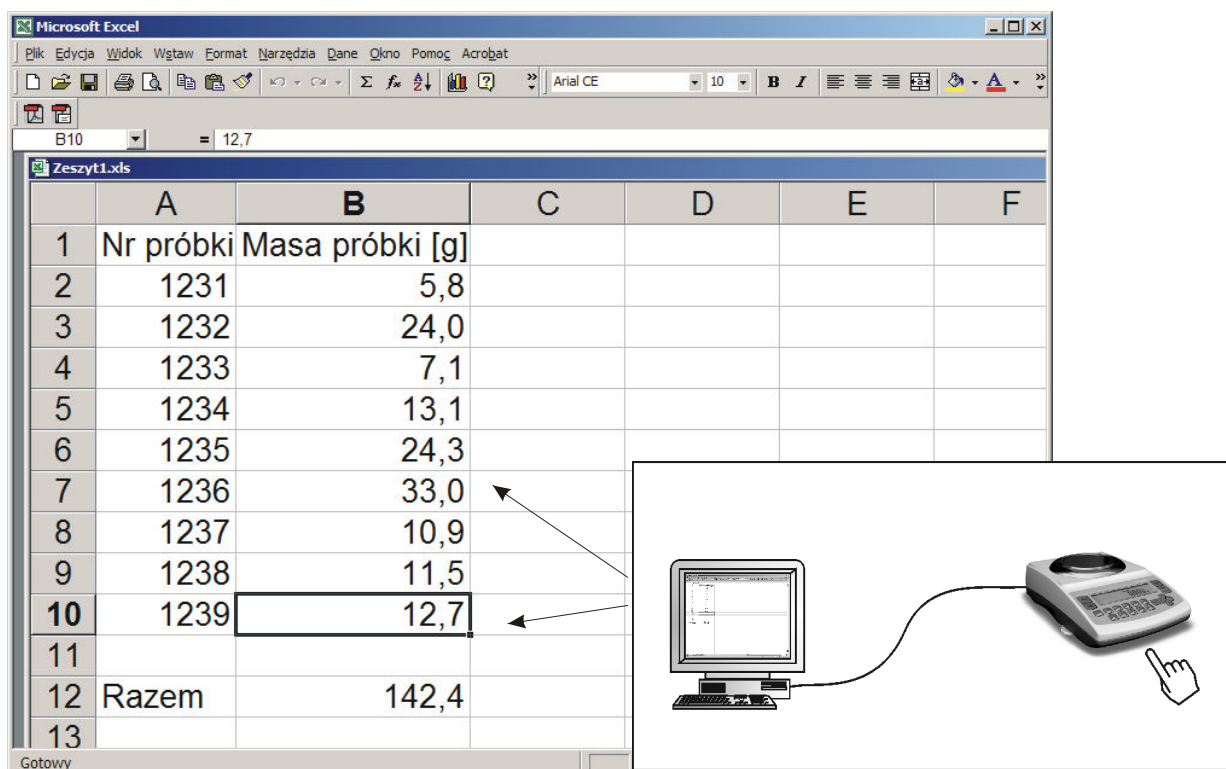 Microsoft Excel
Plik Edycja Widok Wstaw Format Narzędzia Dane Okno Pomoc Acrobat
Arial CE 10 B I A
B10 = 12,7
Zeszyt1.xls
A B C D E F
1 Nr próbki Masa próbki [g]
2 1231 5,8
3 1232 24,0
4 1233 7,1
5 1234 13,1
6 1235 24,3
7 1236 33,0
8 1237 10,9
9 1238 11,5
10 1239 12,7
11
12 Razem 142,4
13
Gotowy